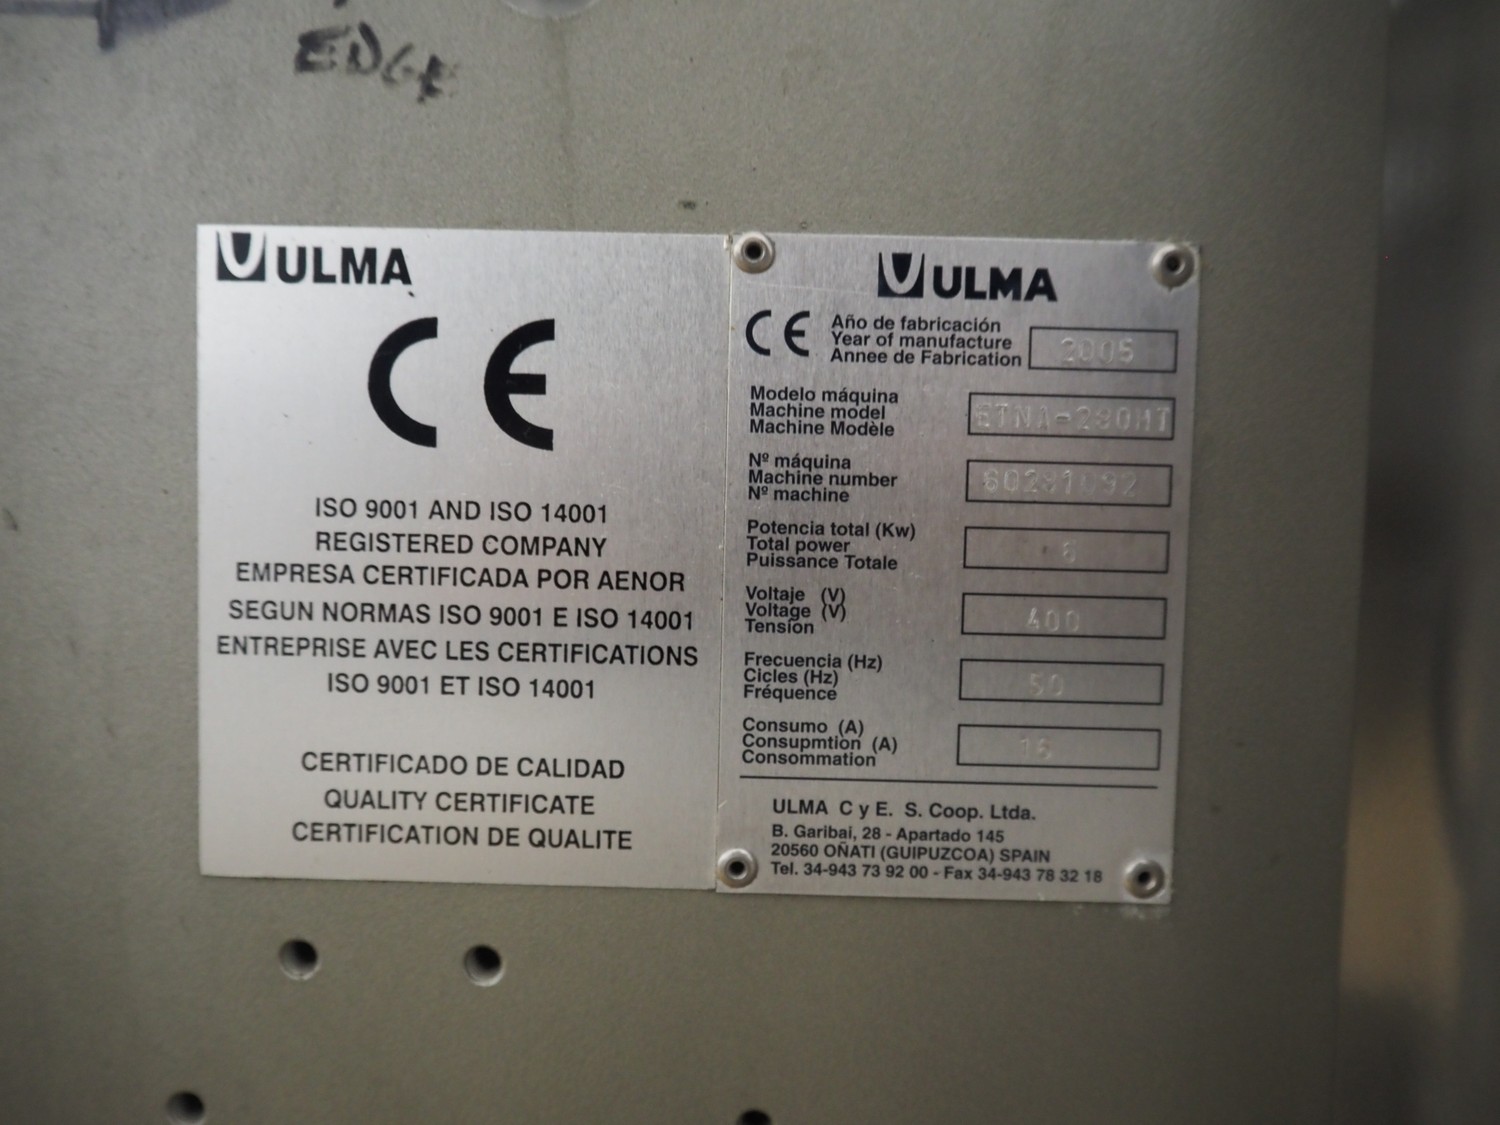 EDGE
ULMA
CE
ISO 9001 AND ISO 14001
REGISTERED COMPANY
EMPRESA CERTIFICADA POR AENOR
SEGUN NORMAS ISO 9001 E ISO 14001
ENTREPRISE AVEC LES CERTIFICATIONS
ISO 9001 ET ISO 14001
CERTIFICADO DE CALIDAD
QUALITY CERTIFICATE
CERTIFICATION DE QUALITE
ULMA
CE
Año de fabricación
Year of manufacture
Annee de Fabrication
2005
Modelo máquina
Machine model
Machine Modèle
ETNA-280HT
Nº máquina
Machine number
Nº machine
Potencia total (Kw)
Total power
Puissance Totale
6
Voltaje (V)
Voltage (V)
Tensión
400
Frecuencia (Hz)
Cicles (Hz)
Fréquence
50
Consumo (A)
Consupmtion (A)
Consommation
ULMA C y E. S. Coop. Ltda.
B. Garibai, 28 - Apartado 145
20560 OÑATI (GUIPUZCOA) SPAIN
Tel. 34-943 73 92 00 - Fax 34-943 78 32 18